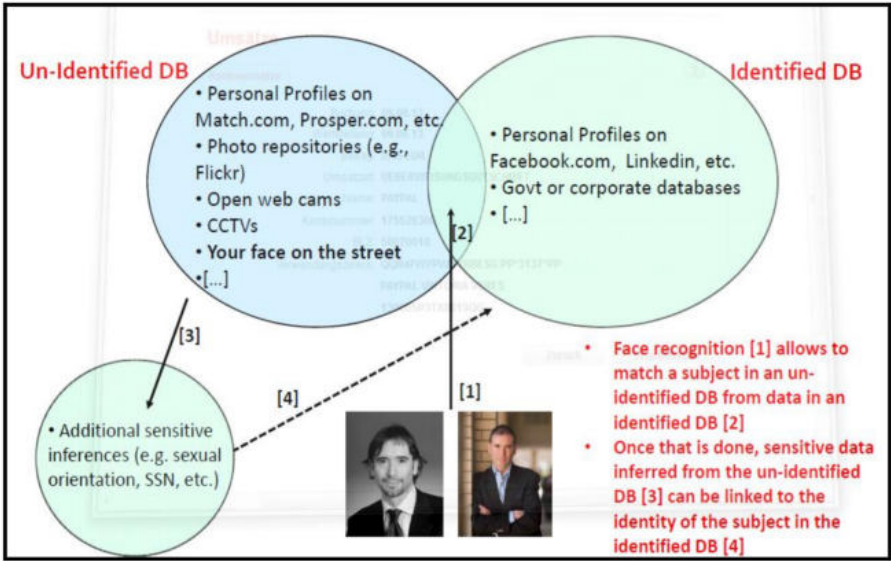 Umsätze
Un-Identified DB
Identified DB
• Personal Profiles on
Match.com, Prosper.com, etc.
• Photo repositories (e.g.,
Flickr)
• Open web cams
• CCTVs
• Your face on the street
•[...]
• Personal Profiles on
Facebook.com, Linkedin, etc.
• Govt or corporate databases
• [...]
[2]
[3]
[4]
[1]
• Additional sensitive
inferences (e.g. sexual
orientation, SSN, etc.)
• Face recognition [1] allows to
match a subject in an un-
identified DB from data in an
identified DB [2]
• Once that is done, sensitive data
inferred from the un-identified
DB [3] can be linked to the
identity of the subject in the
identified DB [4]